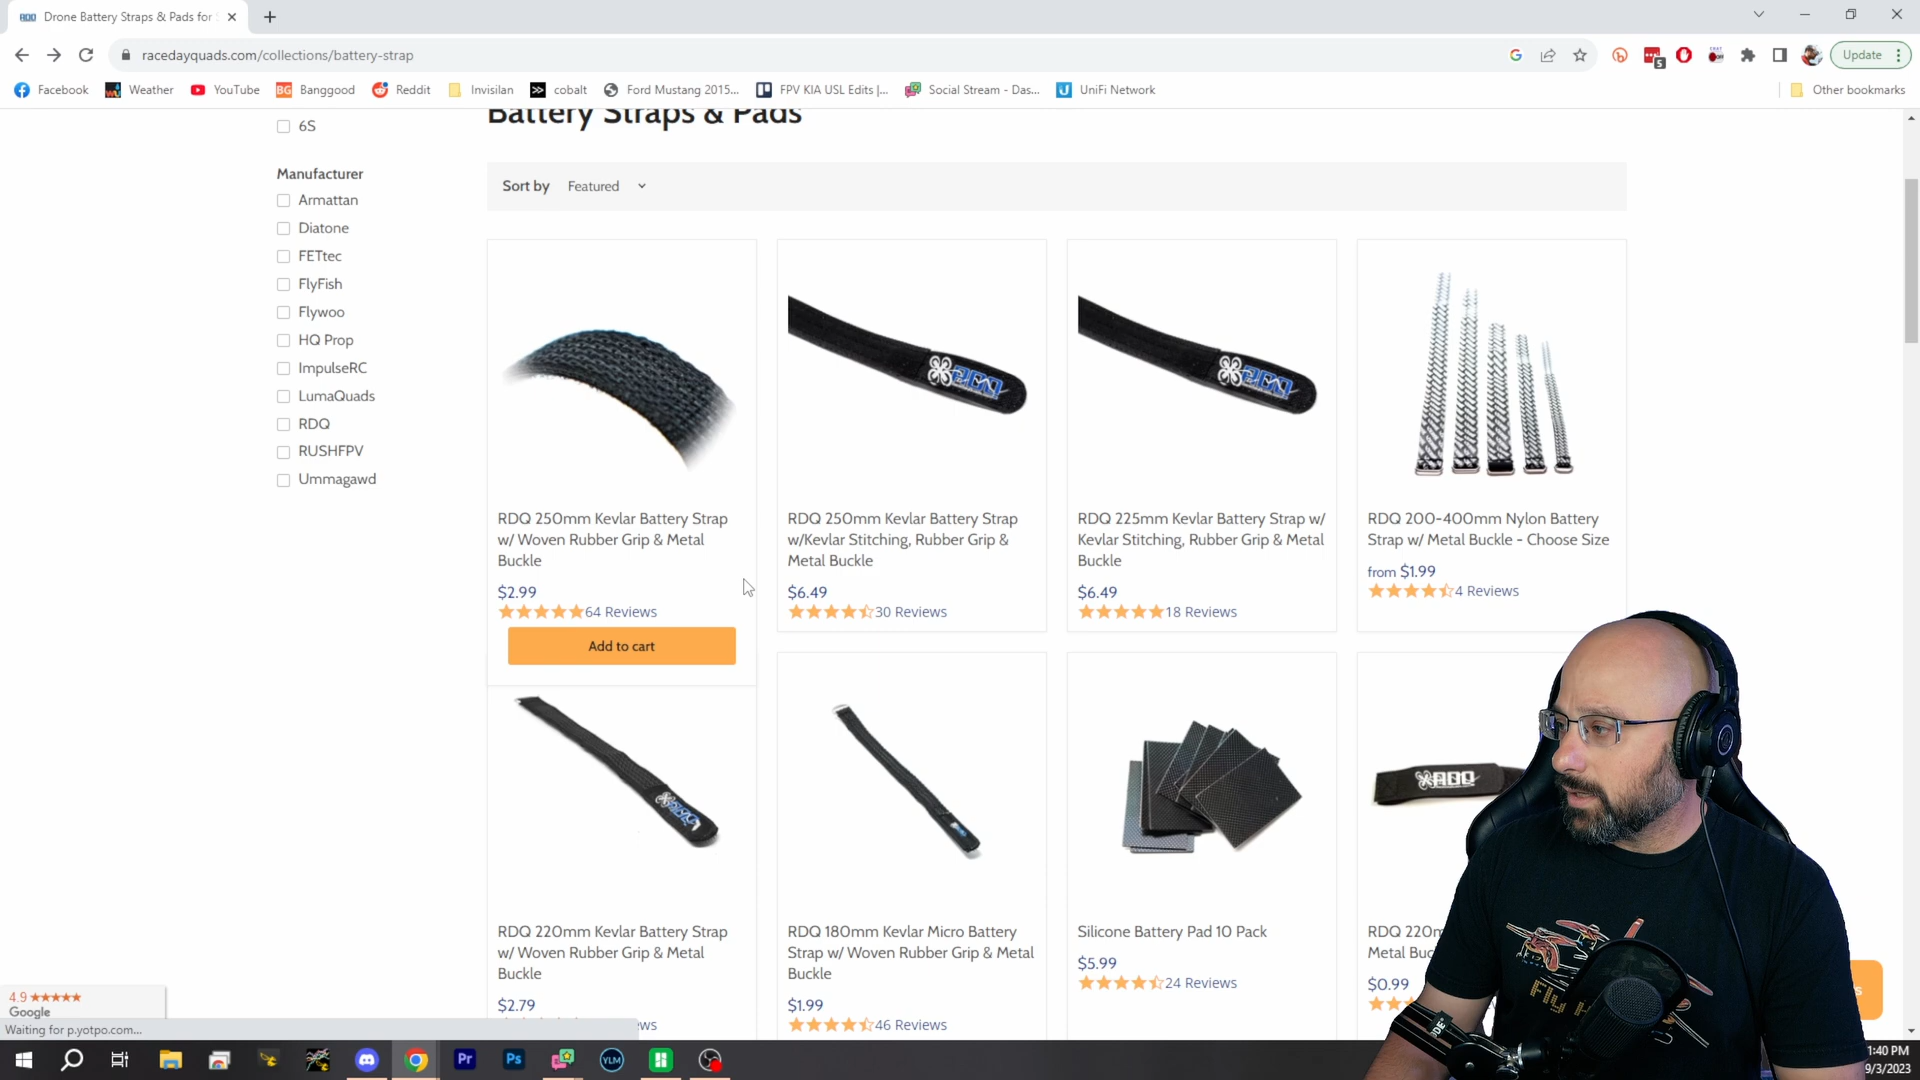 Drone Battery Straps & Pads for
racedayquads.com/collections/battery-strap
5
Update
Facebook
Weather
YouTube
BG
Banggood
Reddit
Invisilan
cobalt
Ford Mustang 2015...
FPV KIA USL Edits |...
Social Stream - Das...
UniFi Network
Other bookmarks
Battery Straps & Pads
6S
Manufacturer
Armattan
Diatone
FETtec
FlyFish
Flywoo
HQ Prop
ImpulseRC
LumaQuads
RDQ
RUSHFPV
Ummagawd
Sort by Featured
RDQ 250mm Kevlar Battery Strap
w/ Woven Rubber Grip & Metal
Buckle
$2.99
64 Reviews
Add to cart
RDQ 250mm Kevlar Battery Strap
w/Kevlar Stitching, Rubber Grip &
Metal Buckle
$6.49
30 Reviews
RDQ 225mm Kevlar Battery Strap w/
Kevlar Stitching, Rubber Grip & Metal
Buckle
$6.49
18 Reviews
RDQ 200-400mm Nylon Battery
Strap w/ Metal Buckle - Choose Size
from $1.99
4 Reviews
RDQ 220mm Kevlar Battery Strap
w/ Woven Rubber Grip & Metal
Buckle
$2.79
RDQ 180mm Kevlar Micro Battery
Strap w/ Woven Rubber Grip & Metal
Buckle
$1.99
46 Reviews
Silicone Battery Pad 10 Pack
$5.99
24 Reviews
RDQ
$0.99
4.9
Google
Waiting for p.yotpo.com...
Pr
Ps
YLM
1:40 PM
9/3/2023